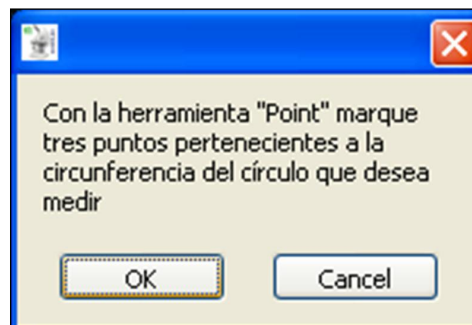 Con la herramienta "Point" marque
tres puntos pertenecientes a la
circunferencia del círculo que desea
medir
OK
Cancel